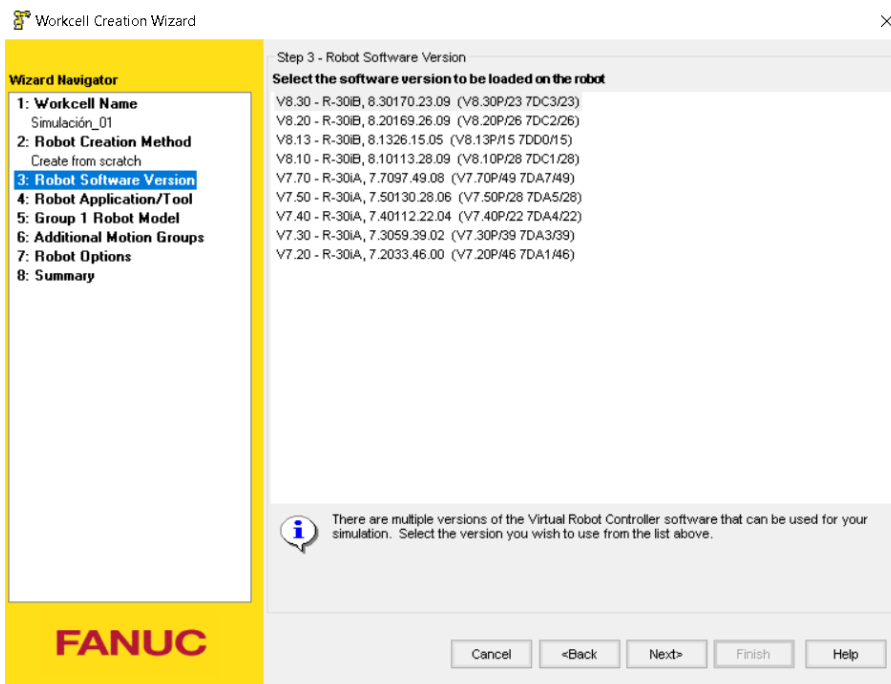 Workcell Creation Wizard
Wizard Navigator
1: Workcell Name
Simulación_01
2: Robot Creation Method
Create from scratch
3: Robot Software Version
4: Robot Application/Tool
5: Group 1 Robot Model
6: Additional Motion Groups
7: Robot Options
8: Summary
FANUC
Step 3 - Robot Software Version
Select the software version to be loaded on the robot
V8.30 - R-30iB, 8.30170.23.09 (V8.30P/23 7DC3/23)
V8.20 - R-30iB, 8.20169.26.09 (V8.20P/26 7DC2/26)
V8.13 - R-30iB, 8.1326.15.05 (V8.13P/15 7DD0/15)
V8.10 - R-30iB, 8.10113.28.09 (V8.10P/28 7DC1/28)
V7.70 - R-30iA, 7.7097.49.08 (V7.70P/49 7DA7/49)
V7.50 - R-30iA, 7.50130.28.06 (V7.50P/28 7DA5/28)
V7.40 - R-30iA, 7.40112.22.04 (V7.40P/22 7DA4/22)
V7.30 - R-30iA, 7.3059.39.02 (V7.30P/39 7DA3/39)
V7.20 - R-30iA, 7.2033.46.00 (V7.20P/46 7DA1/46)
There are multiple versions of the Virtual Robot Controller software that can be used for your
simulation. Select the version you wish to use from the list above.
Cancel <Back Next> Finish Help